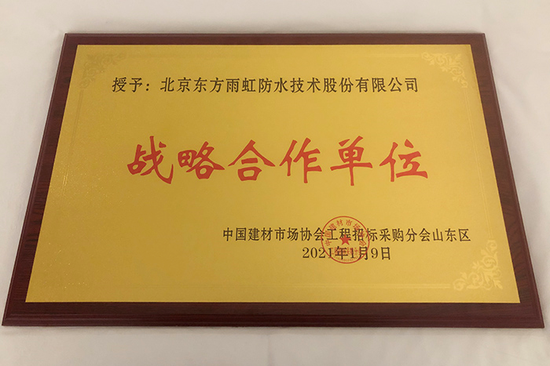 授予：北京东方雨虹防水技术股份有限公司
战略合作单位
中国建材市场协会工程招标采购分会山东区
2021年1月9日